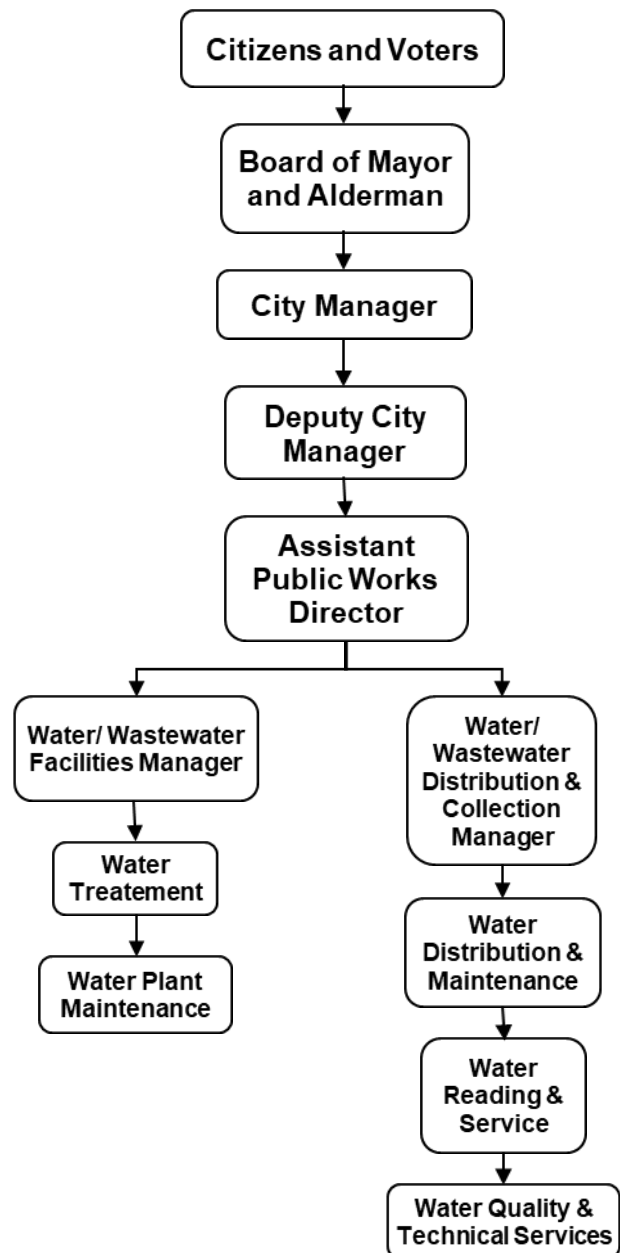 Citizens and Voters
Board of Mayor
and Alderman
City Manager
Deputy City
Manager
Assistant
Public Works
Director
Water/ Wastewater
Facilities Manager
Water
Treatement
Water Plant
Maintenance
Water/
Wastewater
Distribution &
Collection
Manager
Water
Distribution &
Maintenance
Water
Reading &
Service
Water Quality &
Technical Services